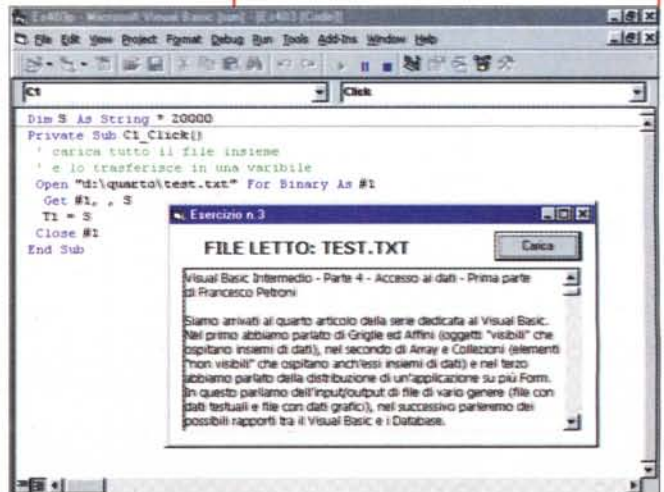 Ex403p - Microsoft Visual Basic [run] - [Ex403 [Code]]
File Edit View Project Format Debug Run Tools Add-Ins Window Help
C1 Click
Dim S As String * 20000
Private Sub C1_Click()
' carica tutto il file insieme
' e lo trasferisce in una varibile
Open "d:\quarto\test.txt" For Binary As #1
Get #1, , S
T1 = S
Close #1
End Sub
Esercizio n.3
FILE LETTO: TEST.TXT
Carica
Visual Basic Intermedio - Parte 4 - Accesso ai dati - Prima parte
di Francesco Petroni
Siamo arrivati al quarto articolo della serie dedicata al Visual Basic.
Nel primo abbiamo parlato di Griglie ed Affini (oggetti "visibili" che
ospitano insiemi di dati), nel secondo di Array e Collezioni (elementi
"non visibili" che ospitano anch'essi insiemi di dati) e nel terzo
abbiamo parlato della distribuzione di un'applicazione su più Form.
In questo parliamo dell'input/output di file di vario genere (file con
dati testuali e file con dati grafici), nel successivo parleremo dei
possibili rapporti tra il Visual Basic e i Database.